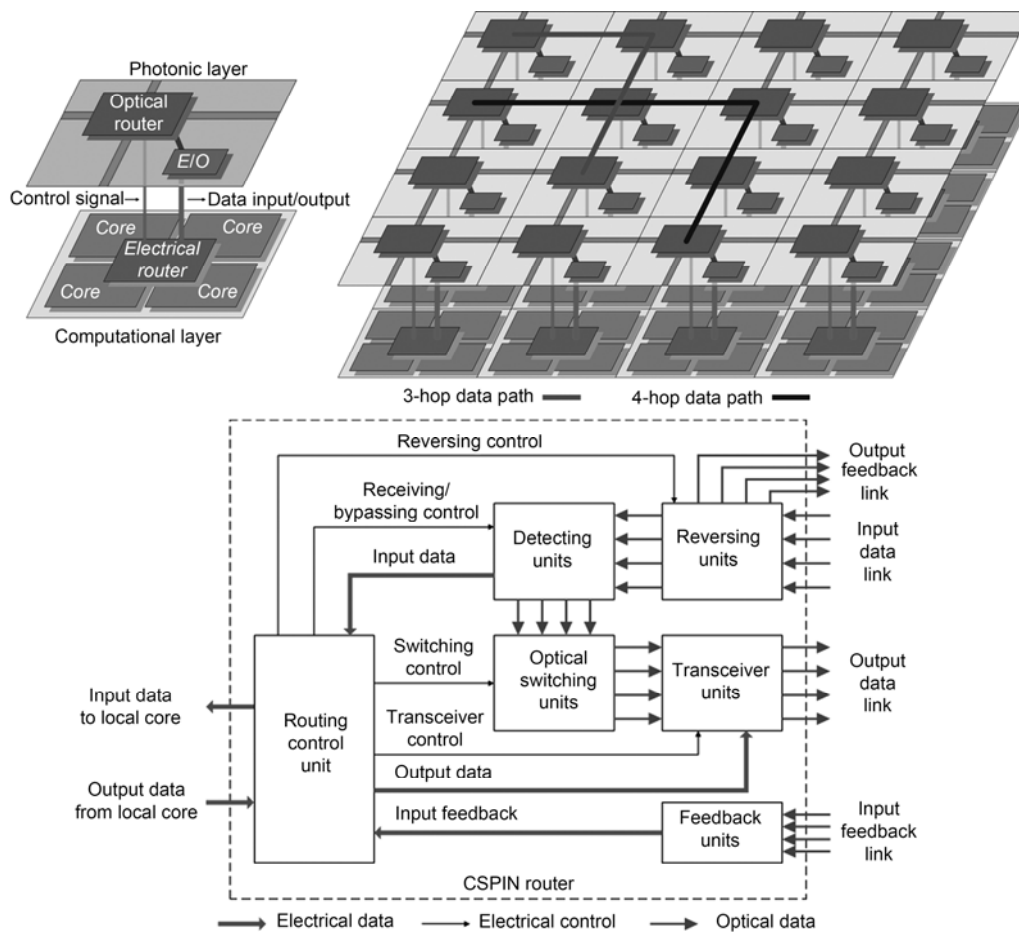 Photonic layer
Optical
router
E/O
Control signal
Data input/output
Core
Core
Electrical
router
Core
Core
Computational layer
3-hop data path
4-hop data path
Reversing control
Receiving/
bypassing control
Input data
Detecting
units
Reversing
units
Output
feedback
link
Input
data
link
Switching
control
Optical
switching
units
Transceiver
units
Output
data
link
Input data
to local core
Routing
control
unit
Transceiver
control
Output data
Output data
from local core
Input feedback
Feedback
units
Input
feedback
link
CSPIN router
Electrical data
Electrical control
Optical data